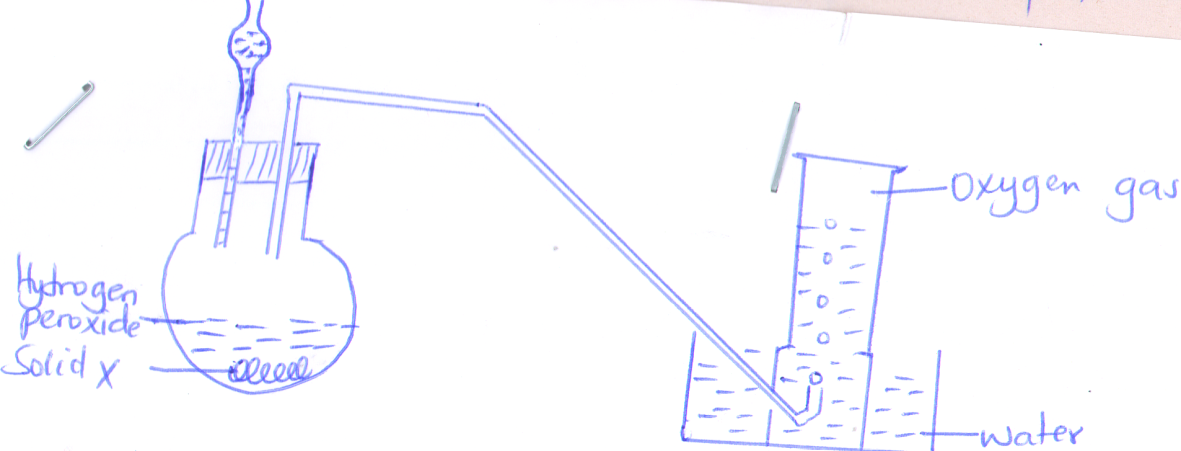 Oxygen gas
Hydrogen
peroxide
Solid X
Water